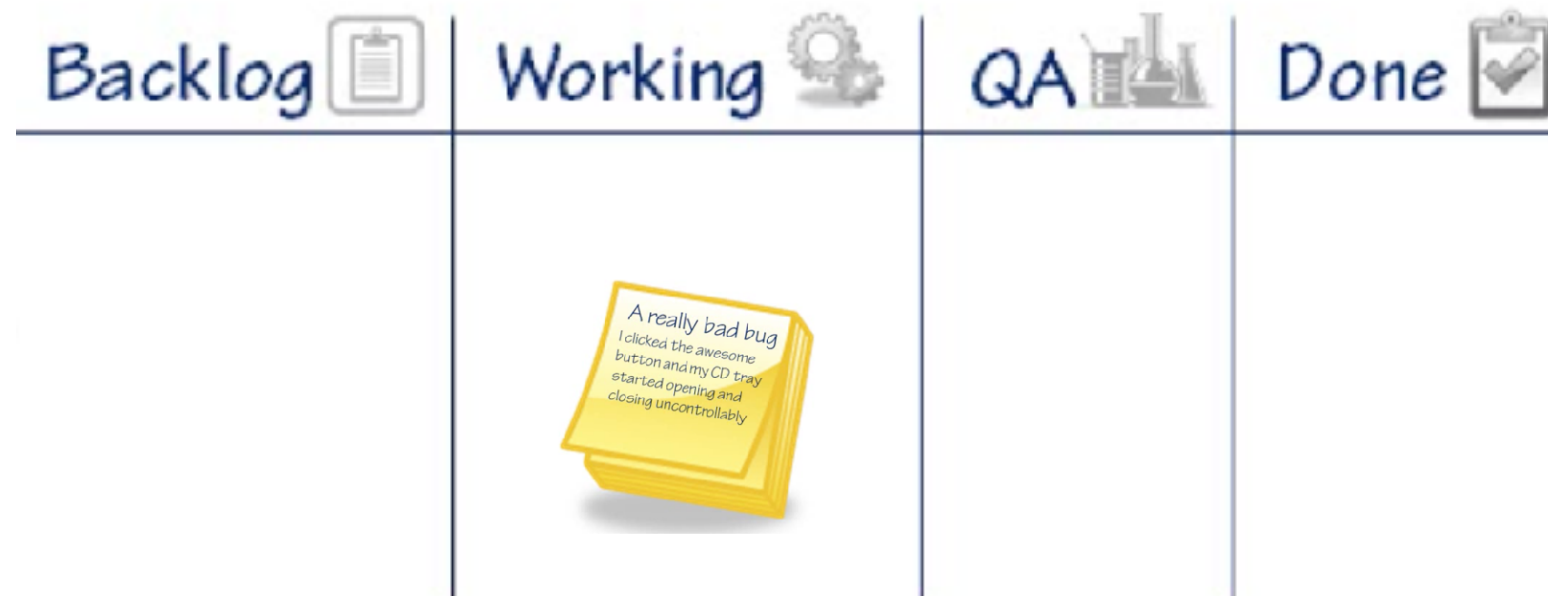 Backlog
Working
QA
Done
A really bad bug
I clicked the awesome
button and my CD tray
started opening and
closing uncontrollably